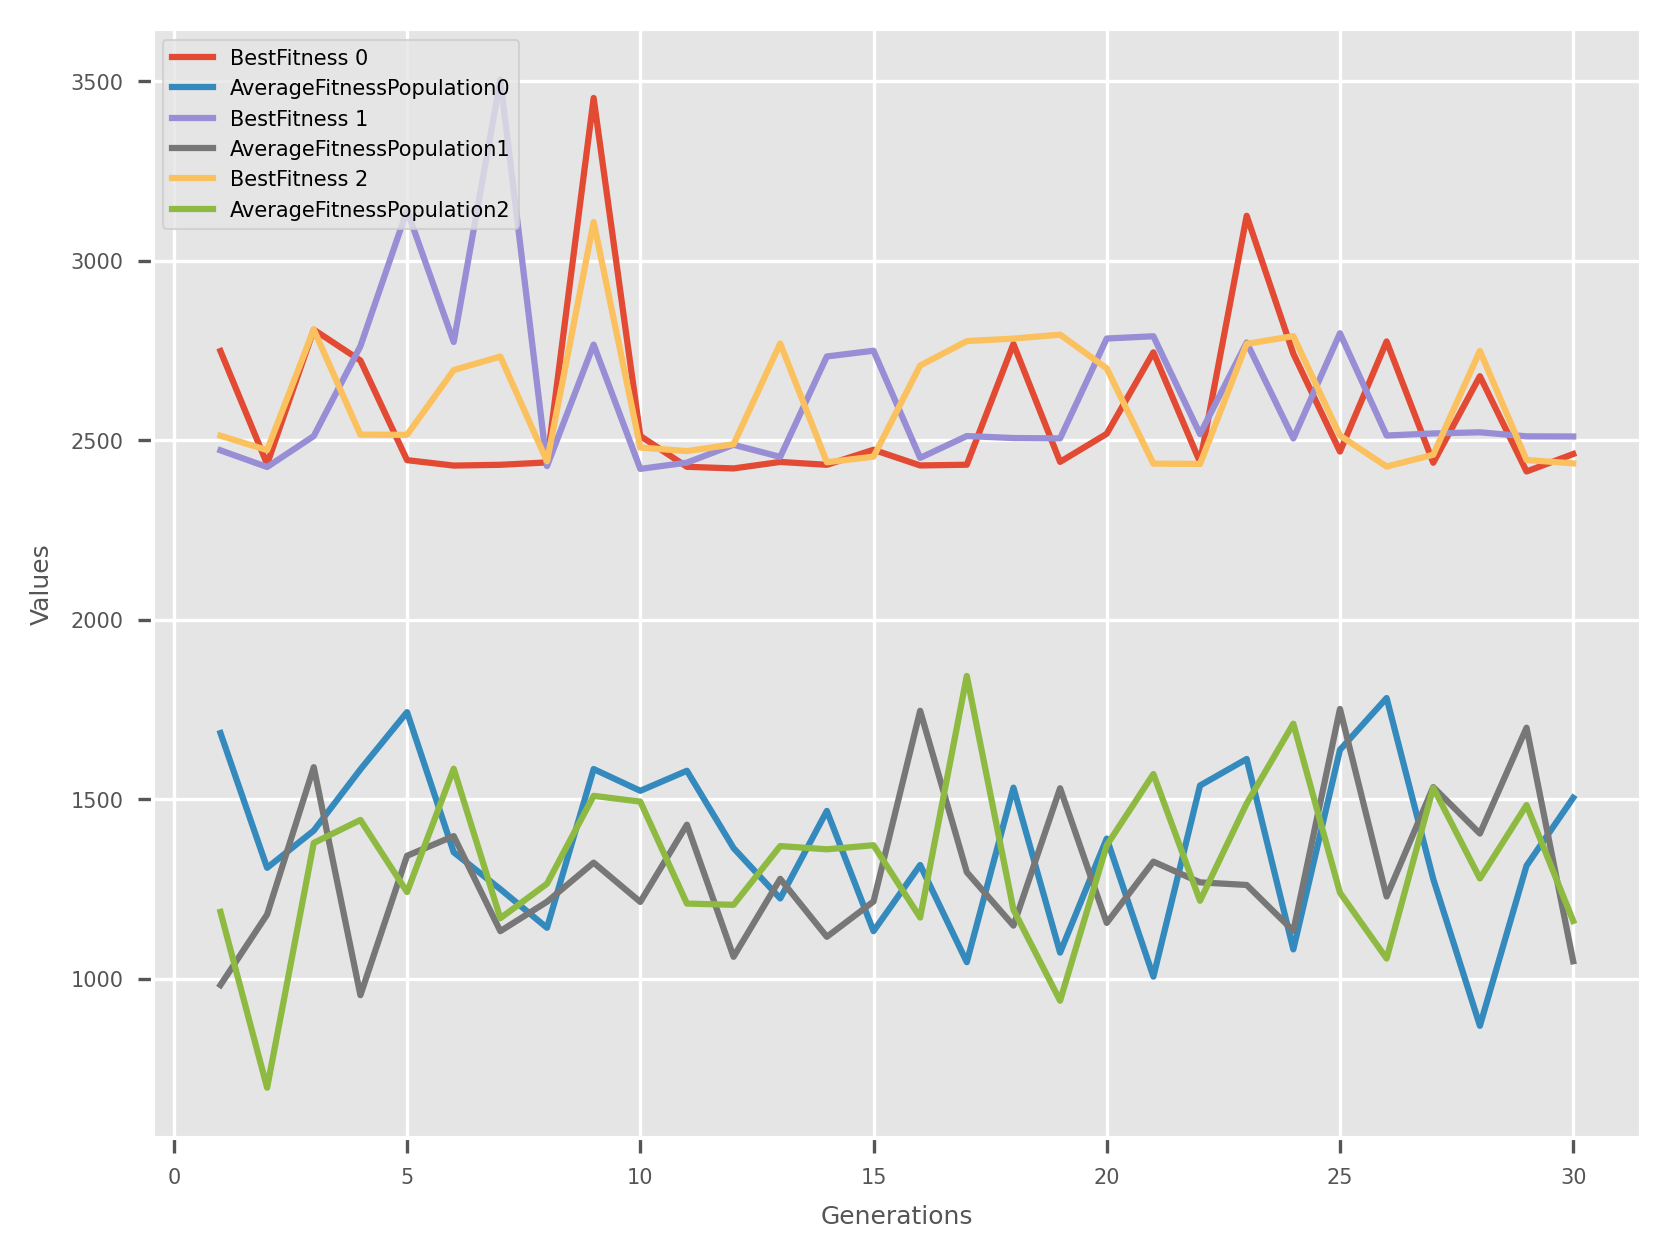 BestFitness 0
AverageFitnessPopulation0
BestFitness 1
AverageFitnessPopulation1
BestFitness 2
AverageFitnessPopulation2
3500
3000
2500
2000
1500
1000
Values
0 5 10 15 20 25 30
Generations